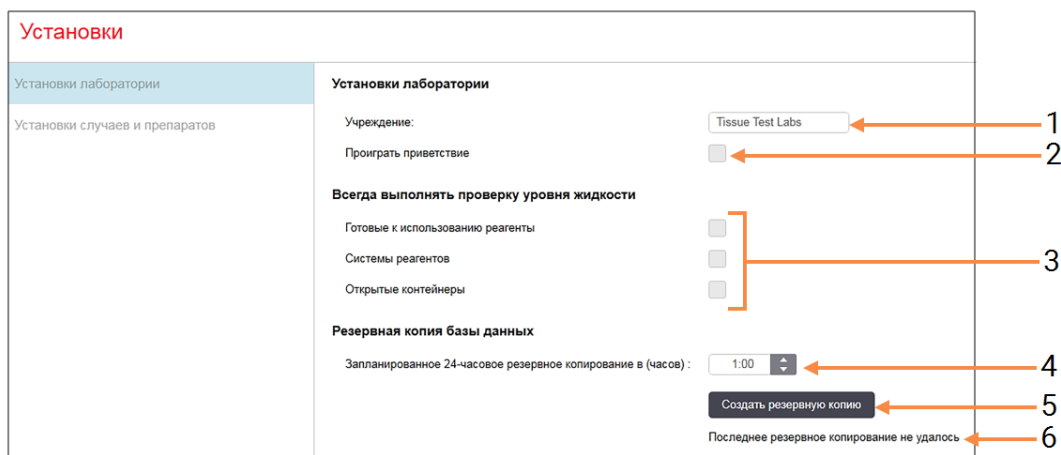 Установки
Установки лаборатории
Установки случаев и препаратов
Установки лаборатории
Учреждение: Tissue Test Labs 1
Проиграть приветствие 2
Всегда выполнять проверку уровня жидкости
Готовые к использованию реагенты
Системы реагентов 3
Открытые контейнеры
Резервная копия базы данных
Запланированное 24-часовое резервное копирование в (часов) : 1:00 4
Создать резервную копию 5
Последнее резервное копирование не удалось 6